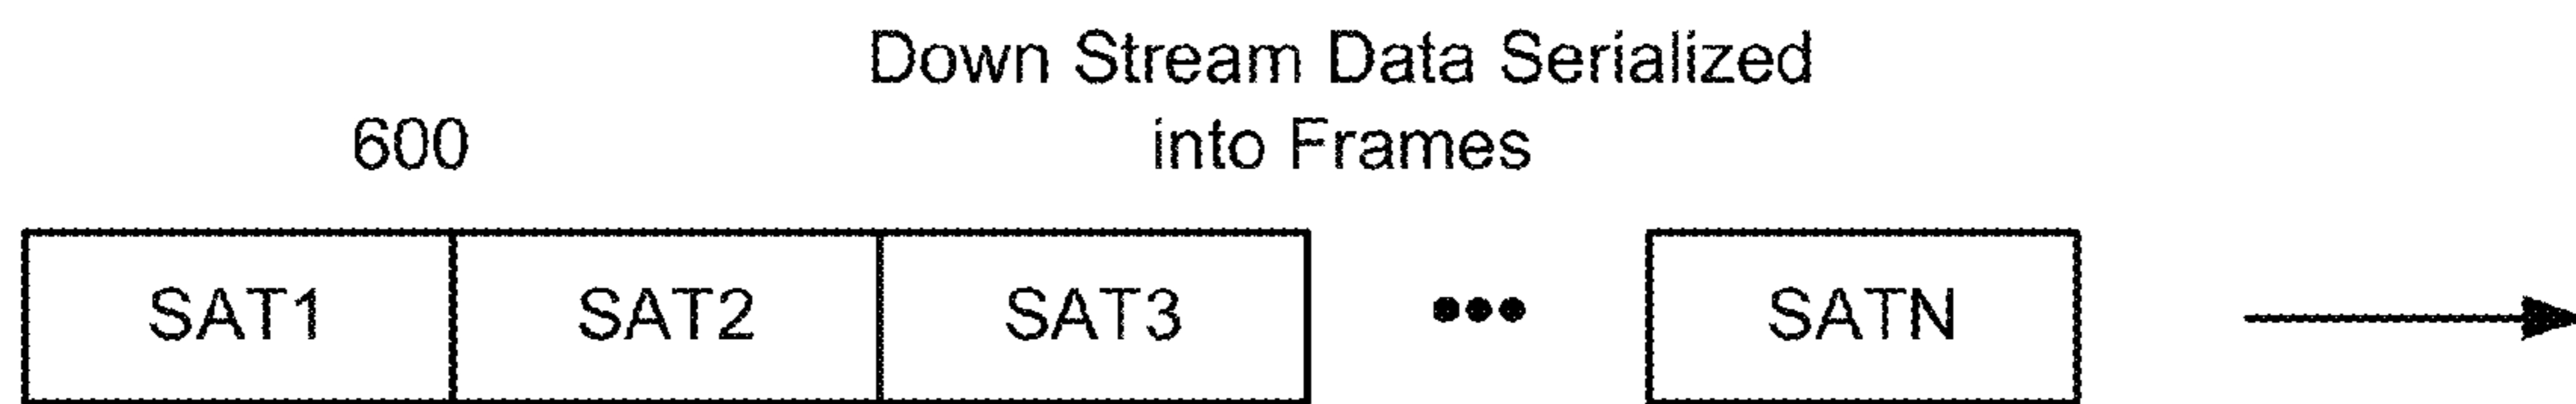 Down Stream Data Serialized
into Frames
600
SAT1 SAT2 SAT3 ••• SATN